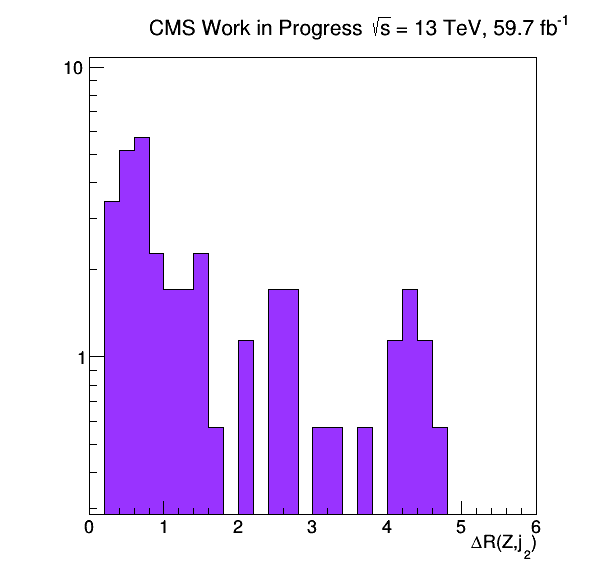 CMS Work in Progress √s = 13 TeV, 59.7 fb⁻¹
10
1
0 1 2 3 4 5 6
ΔR(Z,j₂)